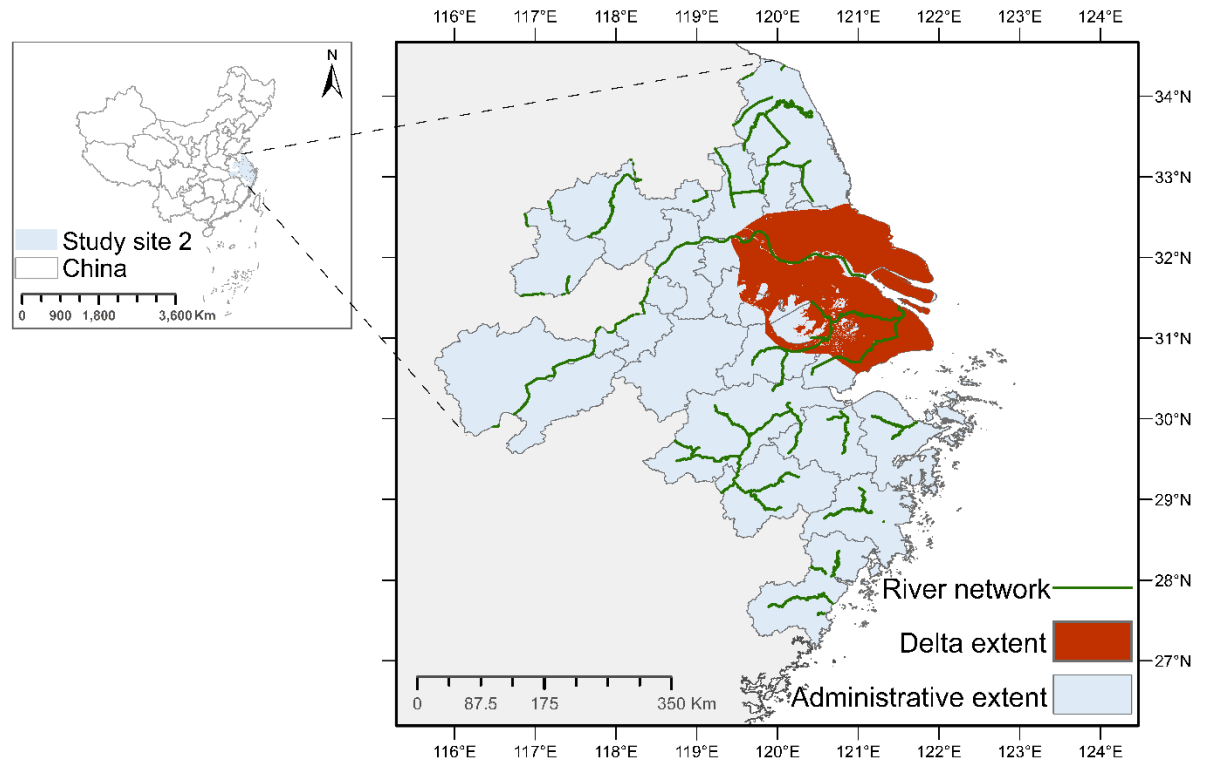 116°E 117°E 118°E 119°E 120°E 121°E 122°E 123°E 124°E
N
Study site 2
China
0 900 1,800 3,600 Km
34°N
33°N
32°N
31°N
30°N
29°N
28°N
27°N
River network
Delta extent
Administrative extent
0 87.5 175 350 Km
116°E 117°E 118°E 119°E 120°E 121°E 122°E 123°E 124°E